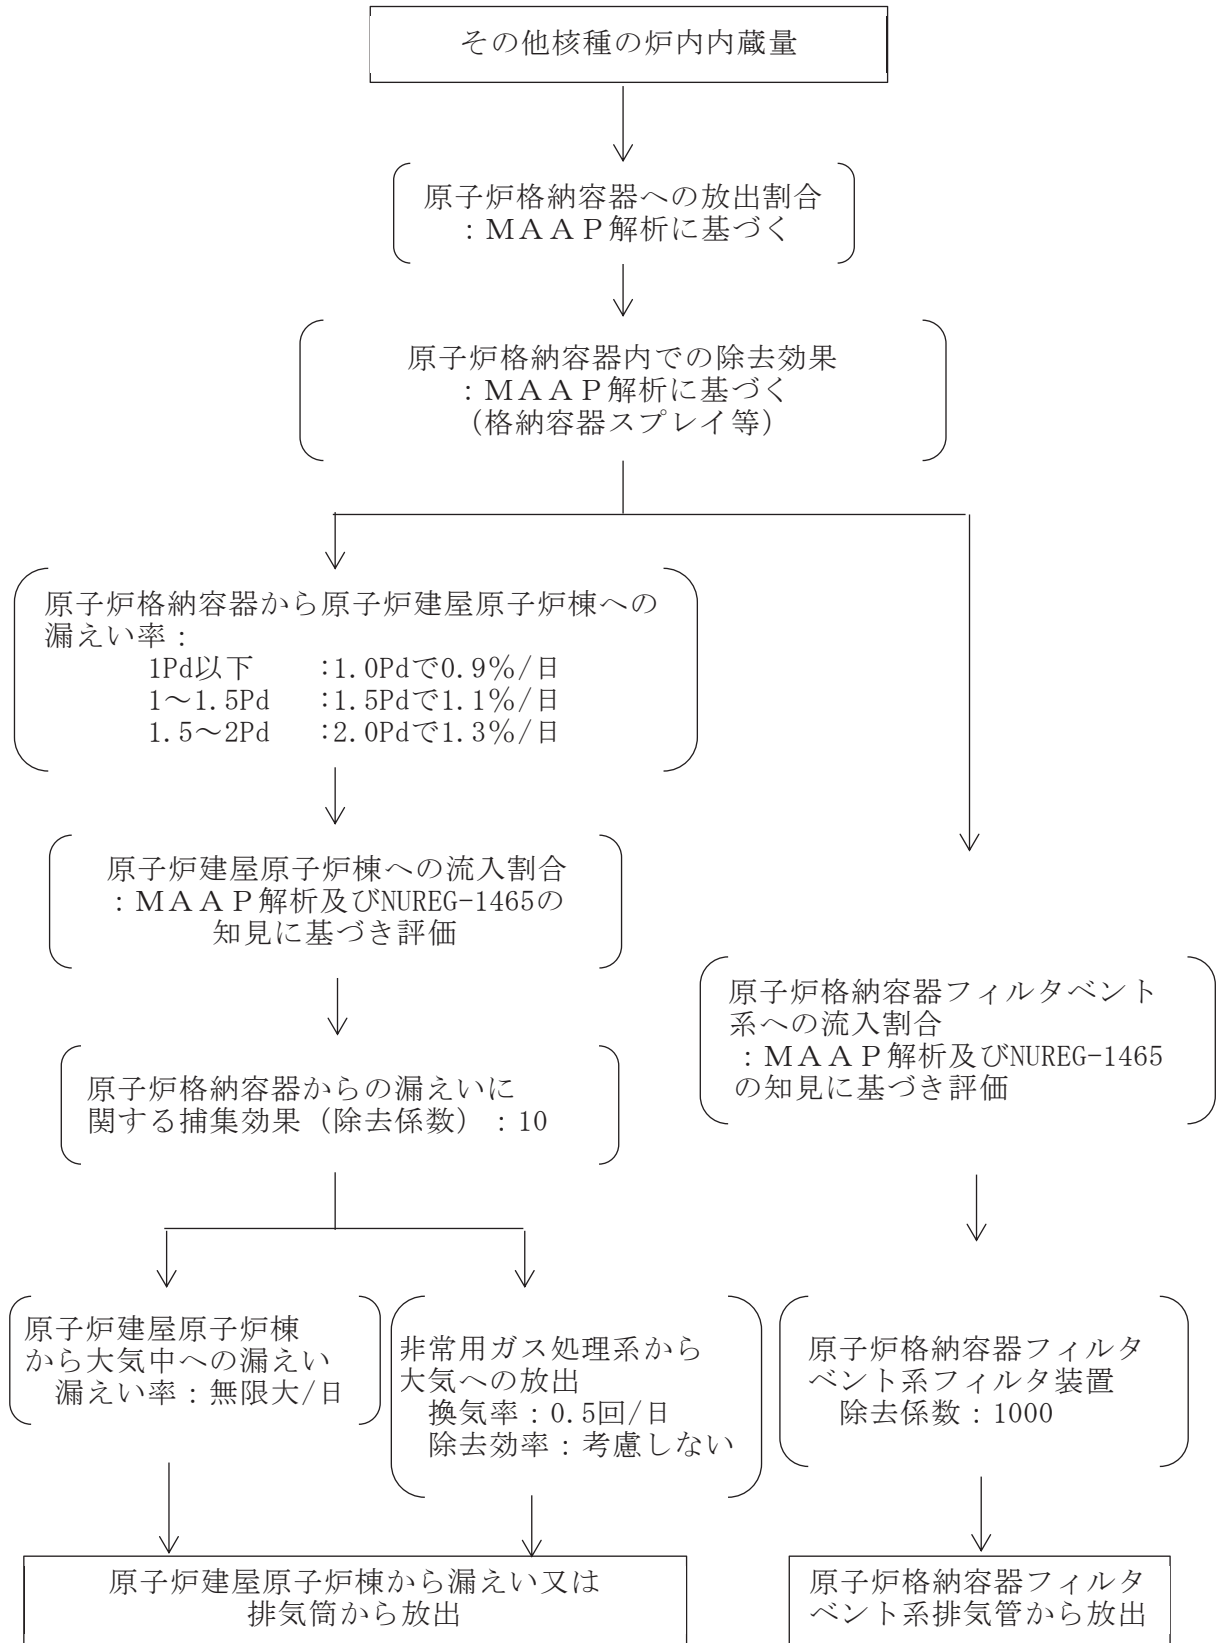 その他核種の炉内内蔵量
原子炉格納容器への放出割合
：ＭＡＡＰ解析に基づく
原子炉格納容器内での除去効果
：ＭＡＡＰ解析に基づく
（格納容器スプレイ等）
原子炉格納容器から原子炉建屋原子炉棟への
漏えい率：
1Pd以下　　:1.0Pdで0.9％/日
1～1.5Pd　:1.5Pdで1.1％/日
1.5～2Pd　:2.0Pdで1.3％/日
原子炉建屋原子炉棟への流入割合
：ＭＡＡＰ解析及びNUREG-1465の
知見に基づき評価
原子炉格納容器からの漏えいに
関する捕集効果（除去係数）：10
原子炉建屋原子炉棟
から大気中への漏えい
漏えい率：無限大/日
非常用ガス処理系から
大気への放出
換気率：0.5回/日
除去効率：考慮しない
原子炉建屋原子炉棟から漏えい又は
排気筒から放出
原子炉格納容器フィルタベント
系への流入割合
：ＭＡＡＰ解析及びNUREG-1465
の知見に基づき評価
原子炉格納容器フィルタ
ベント系フィルタ装置
除去係数：1000
原子炉格納容器フィルタ
ベント系排気管から放出